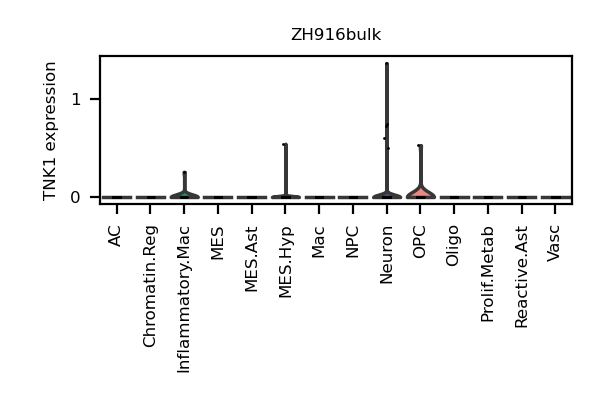 ZH916bulk
TNK1 expression
1
0
AC
Chromatin.Reg
Inflammatory.Mac
MES
MES.Ast
MES.Hyp
Mac
NPC
Neuron
OPC
Oligo
Prolif.Metab
Reactive.Ast
Vasc